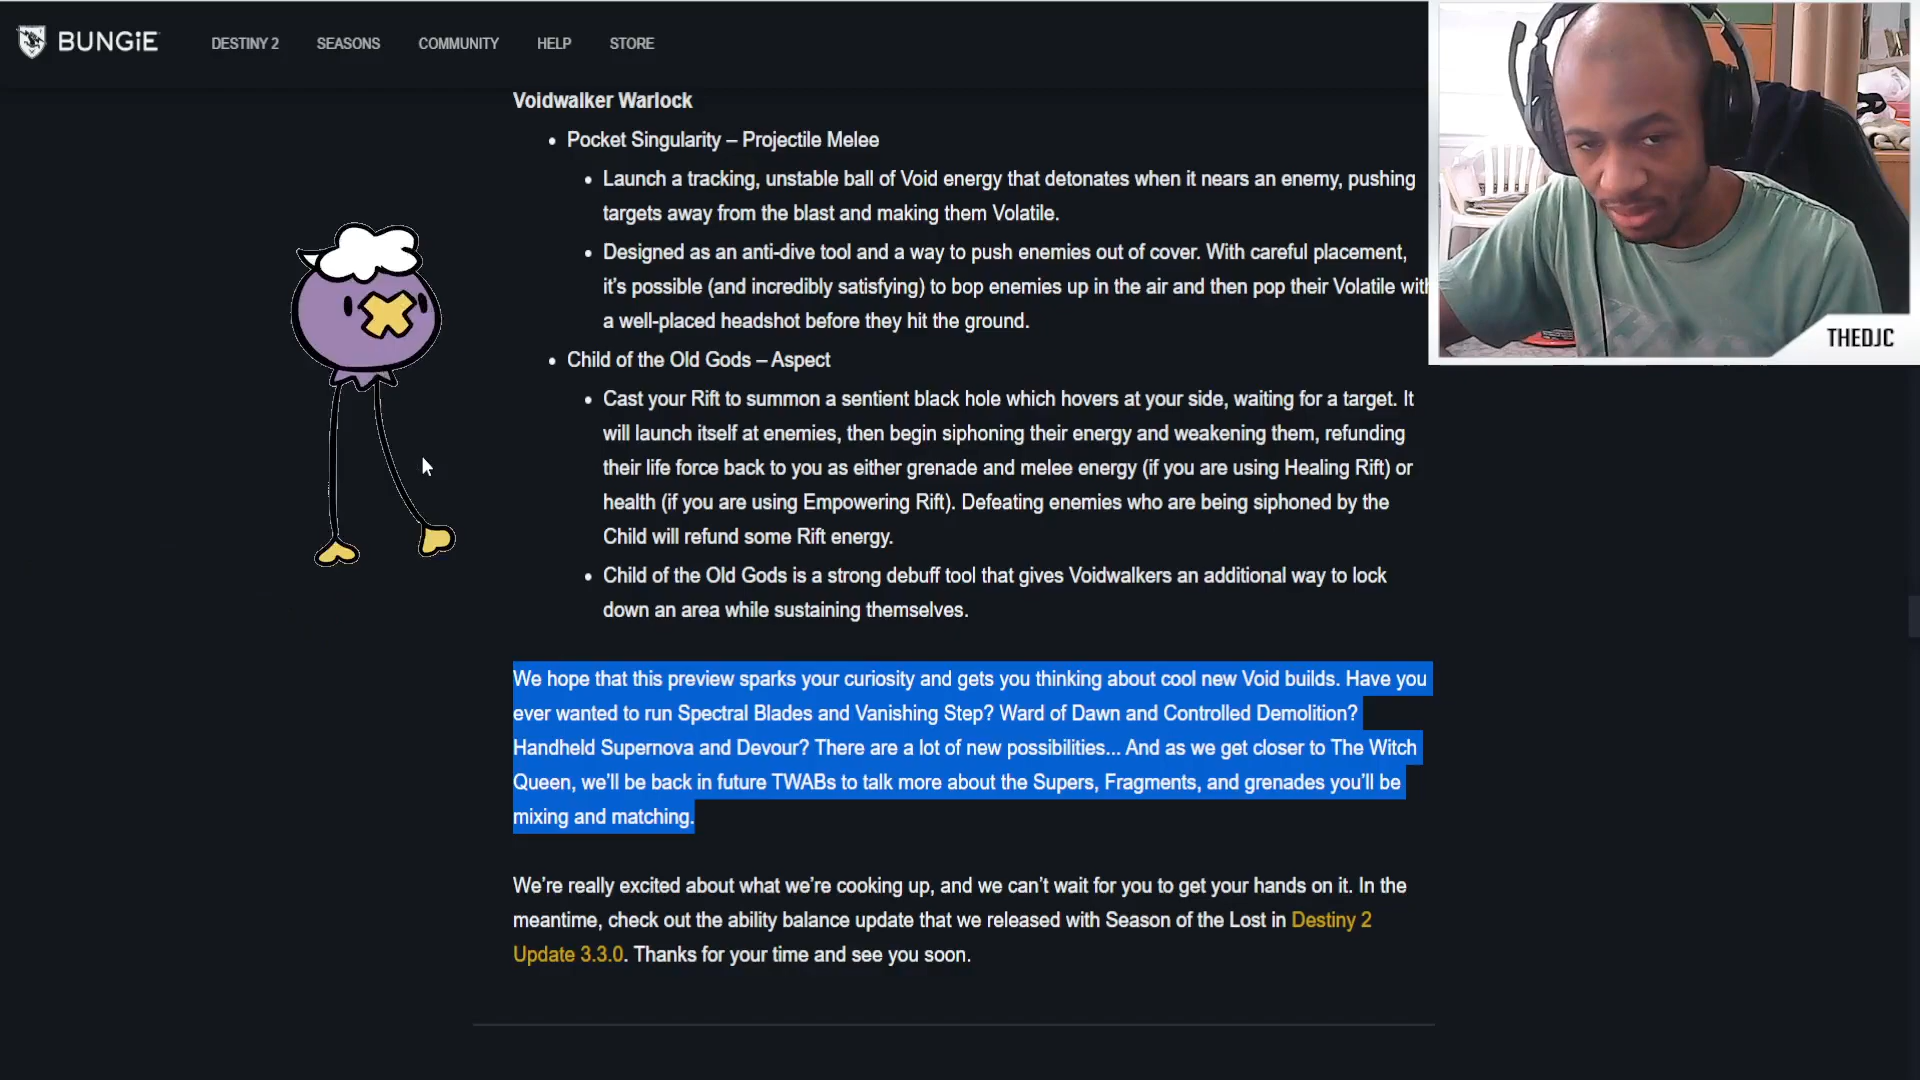 BUNGiE
DESTINY 2 SEASONS COMMUNITY HELP STORE
Voidwalker Warlock
• Pocket Singularity – Projectile Melee
• Launch a tracking, unstable ball of Void energy that detonates when it nears an enemy, pushing
targets away from the blast and making them Volatile.
• Designed as an anti-dive tool and a way to push enemies out of cover. With careful placement,
it's possible (and incredibly satisfying) to bop enemies up in the air and then pop their Volatile with
a well-placed headshot before they hit the ground.
• Child of the Old Gods – Aspect
• Cast your Rift to summon a sentient black hole which hovers at your side, waiting for a target. It
will launch itself at enemies, then begin siphoning their energy and weakening them, refunding
their life force back to you as either grenade and melee energy (if you are using Healing Rift) or
health (if you are using Empowering Rift). Defeating enemies who are being siphoned by the
Child will refund some Rift energy.
• Child of the Old Gods is a strong debuff tool that gives Voidwalkers an additional way to lock
down an area while sustaining themselves.
We hope that this preview sparks your curiosity and gets you thinking about cool new Void builds. Have you
ever wanted to run Spectral Blades and Vanishing Step? Ward of Dawn and Controlled Demolition?
Handheld Supernova and Devour? There are a lot of new possibilities... And as we get closer to The Witch
Queen, we'll be back in future TWABs to talk more about the Supers, Fragments, and grenades you'll be
mixing and matching.
We're really excited about what we're cooking up, and we can't wait for you to get your hands on it. In the
meantime, check out the ability balance update that we released with Season of the Lost in Destiny 2
Update 3.3.0. Thanks for your time and see you soon.
THEDJC